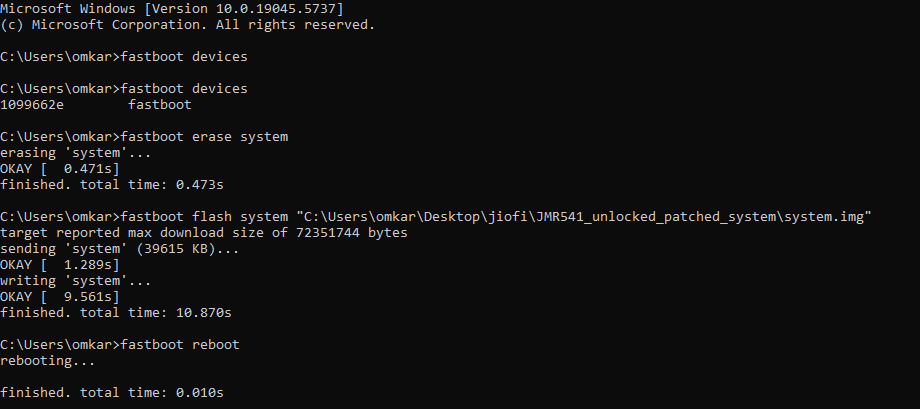 Microsoft Windows [Version 10.0.19045.5737]
(c) Microsoft Corporation. All rights reserved.
C:\Users\omkar>fastboot devices
C:\Users\omkar>fastboot devices
1099662e        fastboot
C:\Users\omkar>fastboot erase system
erasing 'system'...
OKAY [  0.471s]
finished. total time: 0.473s
C:\Users\omkar>fastboot flash system "C:\Users\omkar\Desktop\jiofi\JMR541_unlocked_patched_system\system.img"
target reported max download size of 72351744 bytes
sending 'system' (39615 KB)...
OKAY [  1.289s]
writing 'system'...
OKAY [  9.561s]
finished. total time: 10.870s
C:\Users\omkar>fastboot reboot
rebooting...
finished. total time: 0.010s